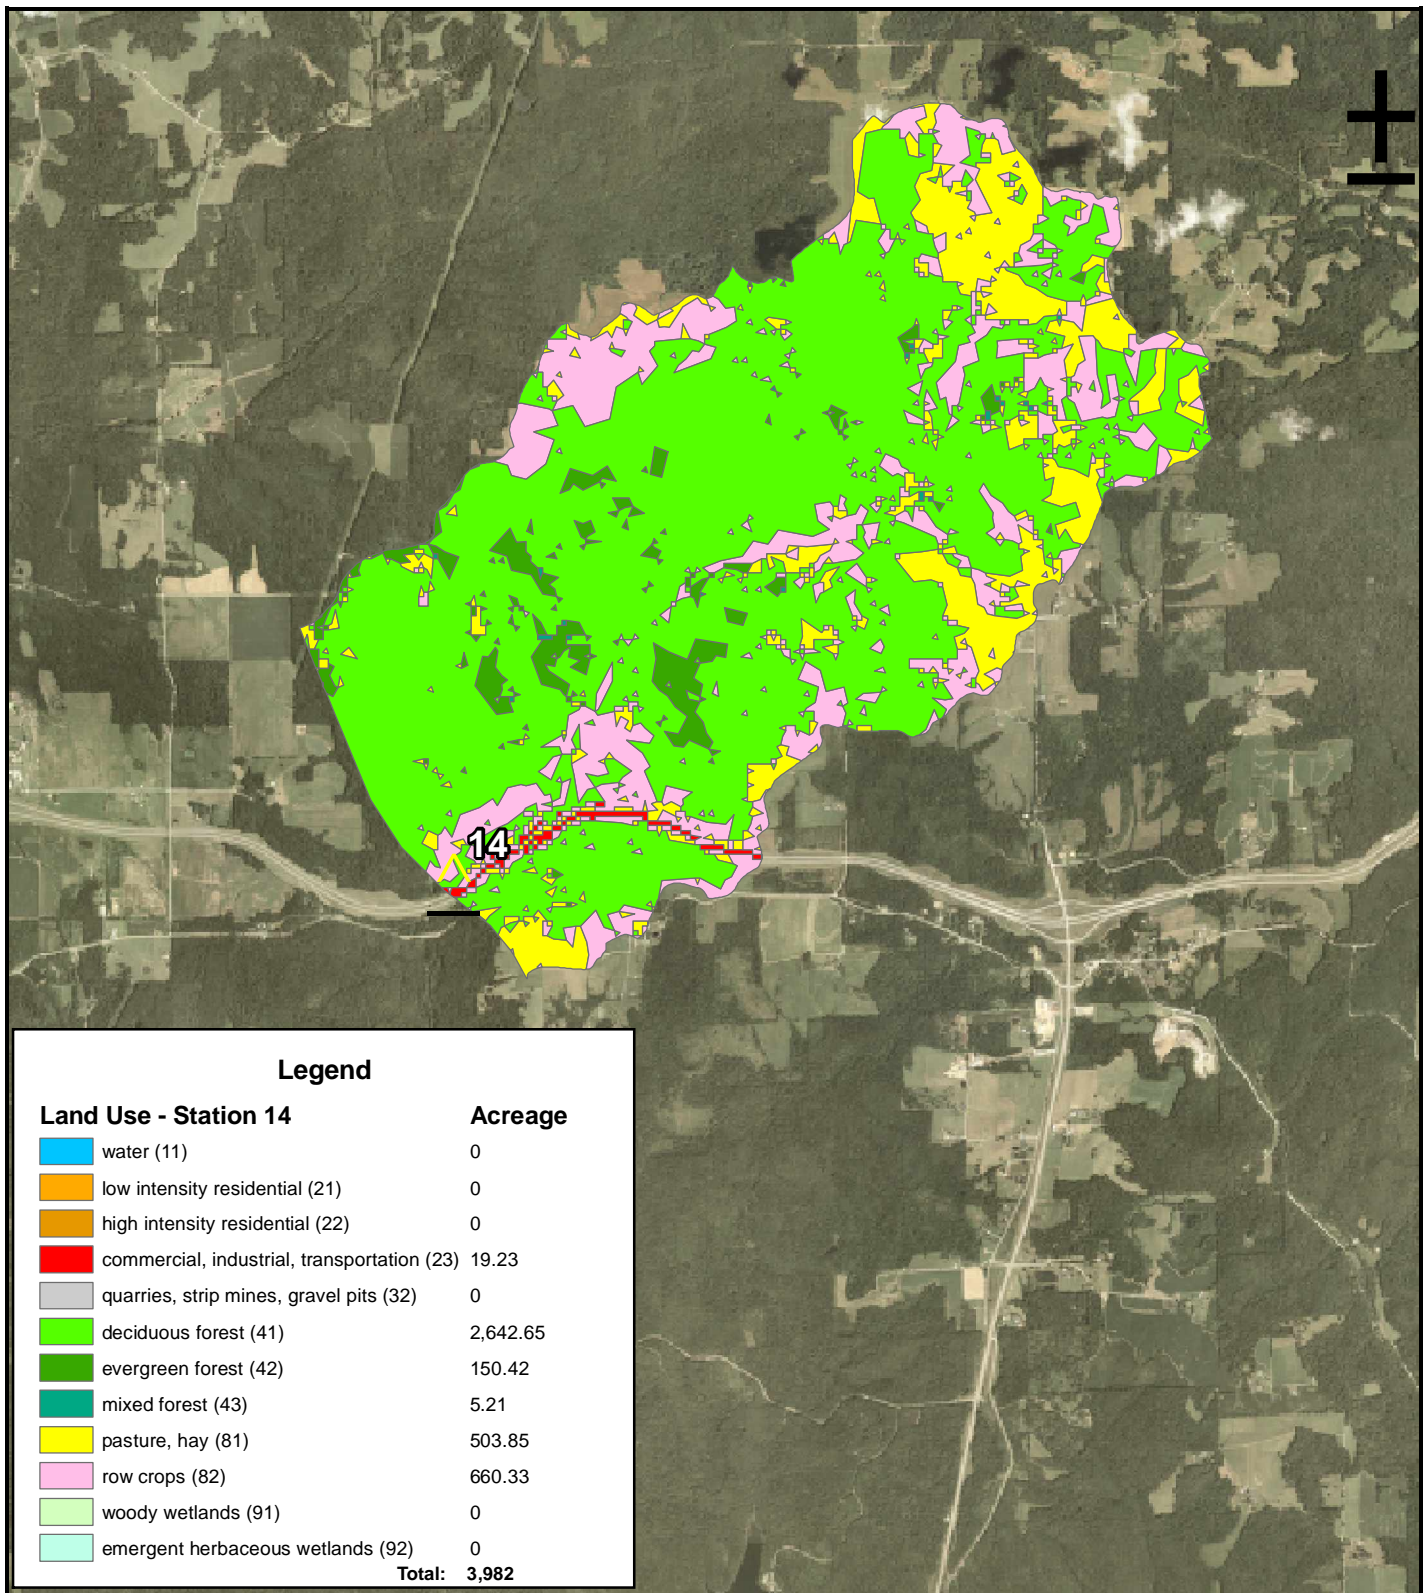 14
Legend
Land Use - Station 14 Acreage
water (11) 0
low intensity residential (21) 0
high intensity residential (22) 0
commercial, industrial, transportation (23) 19.23
quarries, strip mines, gravel pits (32) 0
deciduous forest (41) 2,642.65
evergreen forest (42) 150.42
mixed forest (43) 5.21
pasture, hay (81) 503.85
row crops (82) 660.33
woody wetlands (91) 0
emergent herbaceous wetlands (92) 0
Total: 3,982